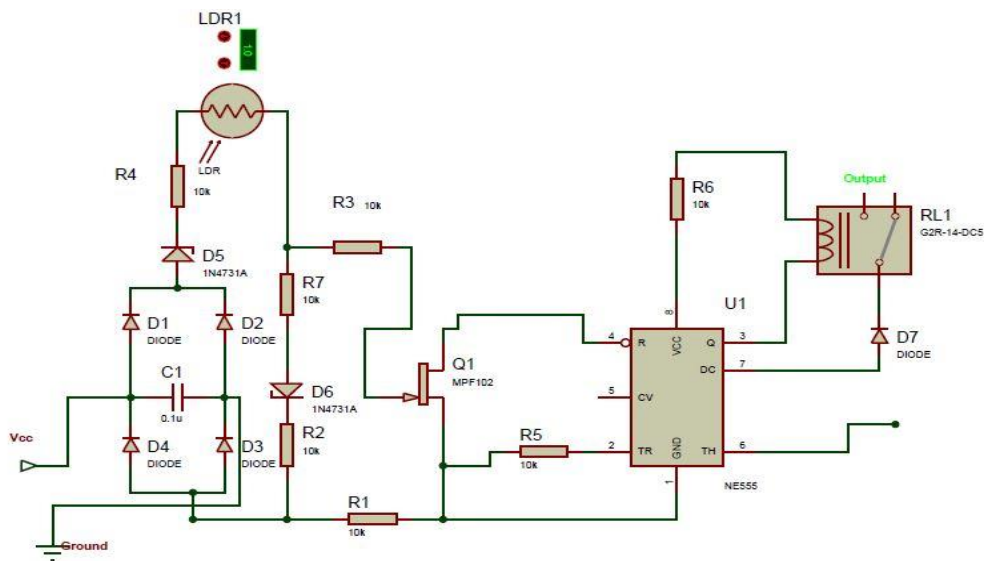 LDR1
1.0
LDR
R4
10k
R3 10k
D5
1N4731A
R7
10k
D1
DIODE
D2
DIODE
C1
0.1u
D6
1N4731A
R2
10k
Vcc
D4
DIODE
D3
DIODE
Ground
R1
10k
Q1
MPF102
R5
10k
R6
10k
Output
RL1
G2R-14-DC5
U1
8
VCC
4
R
Q
3
DC
7
5
CV
2
TR
GND
1
TH
6
NE555
D7
DIODE